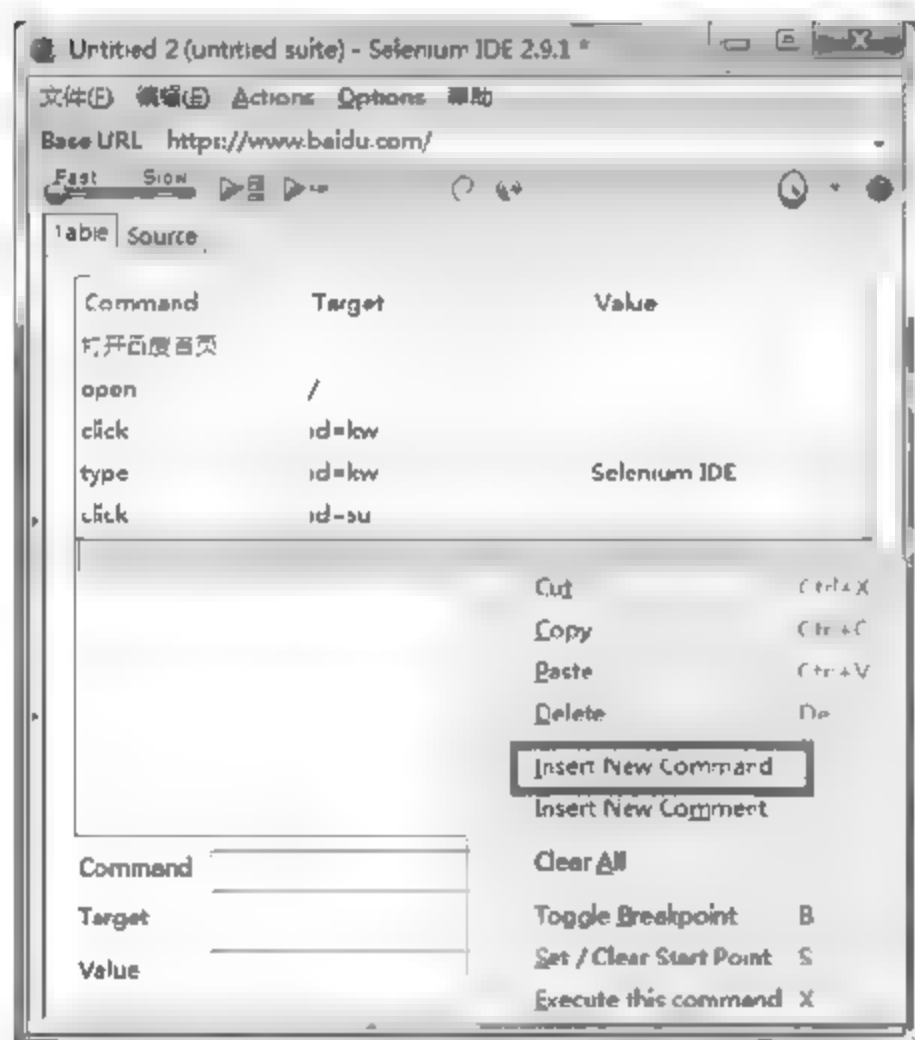 Untitled 2 (untitled suite) - Selenium IDE 2.9.1 *
文件(F) 编辑(E) Actions Options 帮助
Base URL https://www.baidu.com/
Fast Slow
Table Source
Command Target Value
打开百度首页
open /
click id=kw
type id=kw Selenium IDE
click id=su
Cut Ctrl+X
Copy Ctrl+C
Paste Ctrl+V
Delete De
Insert New Command
Insert New Comment
Clear All
Command
Toggle Breakpoint B
Target
Set / Clear Start Point S
Value
Execute this command X